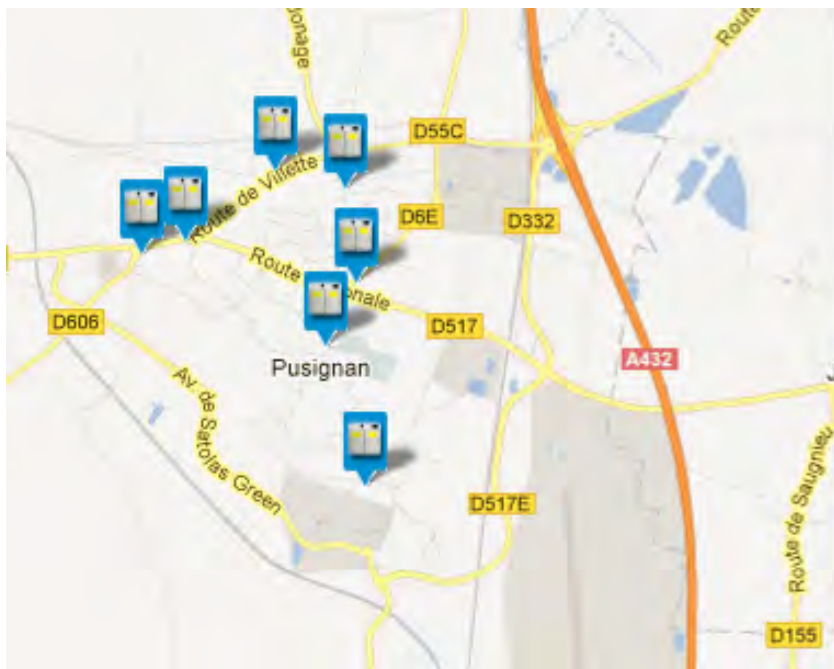 onage
Route
D55C
Route de Villette
D6E
D332
Route
onale
D606
D517
A432
Pusignan
Av. de Satolas Green
D517E
Route de Saugnieu
D155